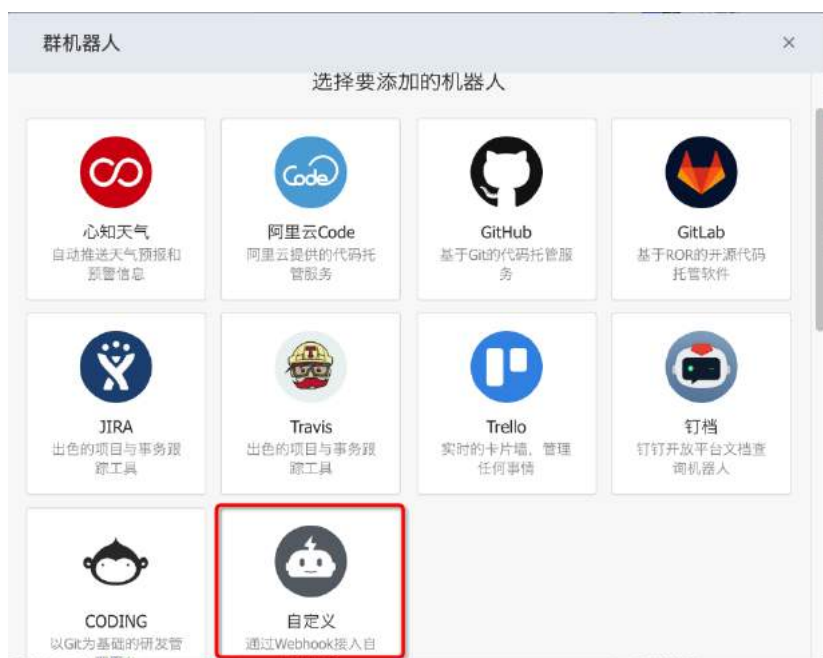 群机器人
×
选择要添加的机器人
Code
心知天气
自动推送天气预报和
预警信息
阿里云Code
阿里云提供的代码托
管服务
GitHub
基于Git的代码托管服
务
GitLab
基于ROR的开源代码
托管软件
T
JIRA
出色的项目与事务跟
踪工具
Travis
出色的项目与事务跟
踪工具
Trello
实时的卡片墙，管理
任何事情
钉档
钉钉开放平台文档查
询机器人
CODING
以Git为基础的研发管
自定义
通过Webhook接入自